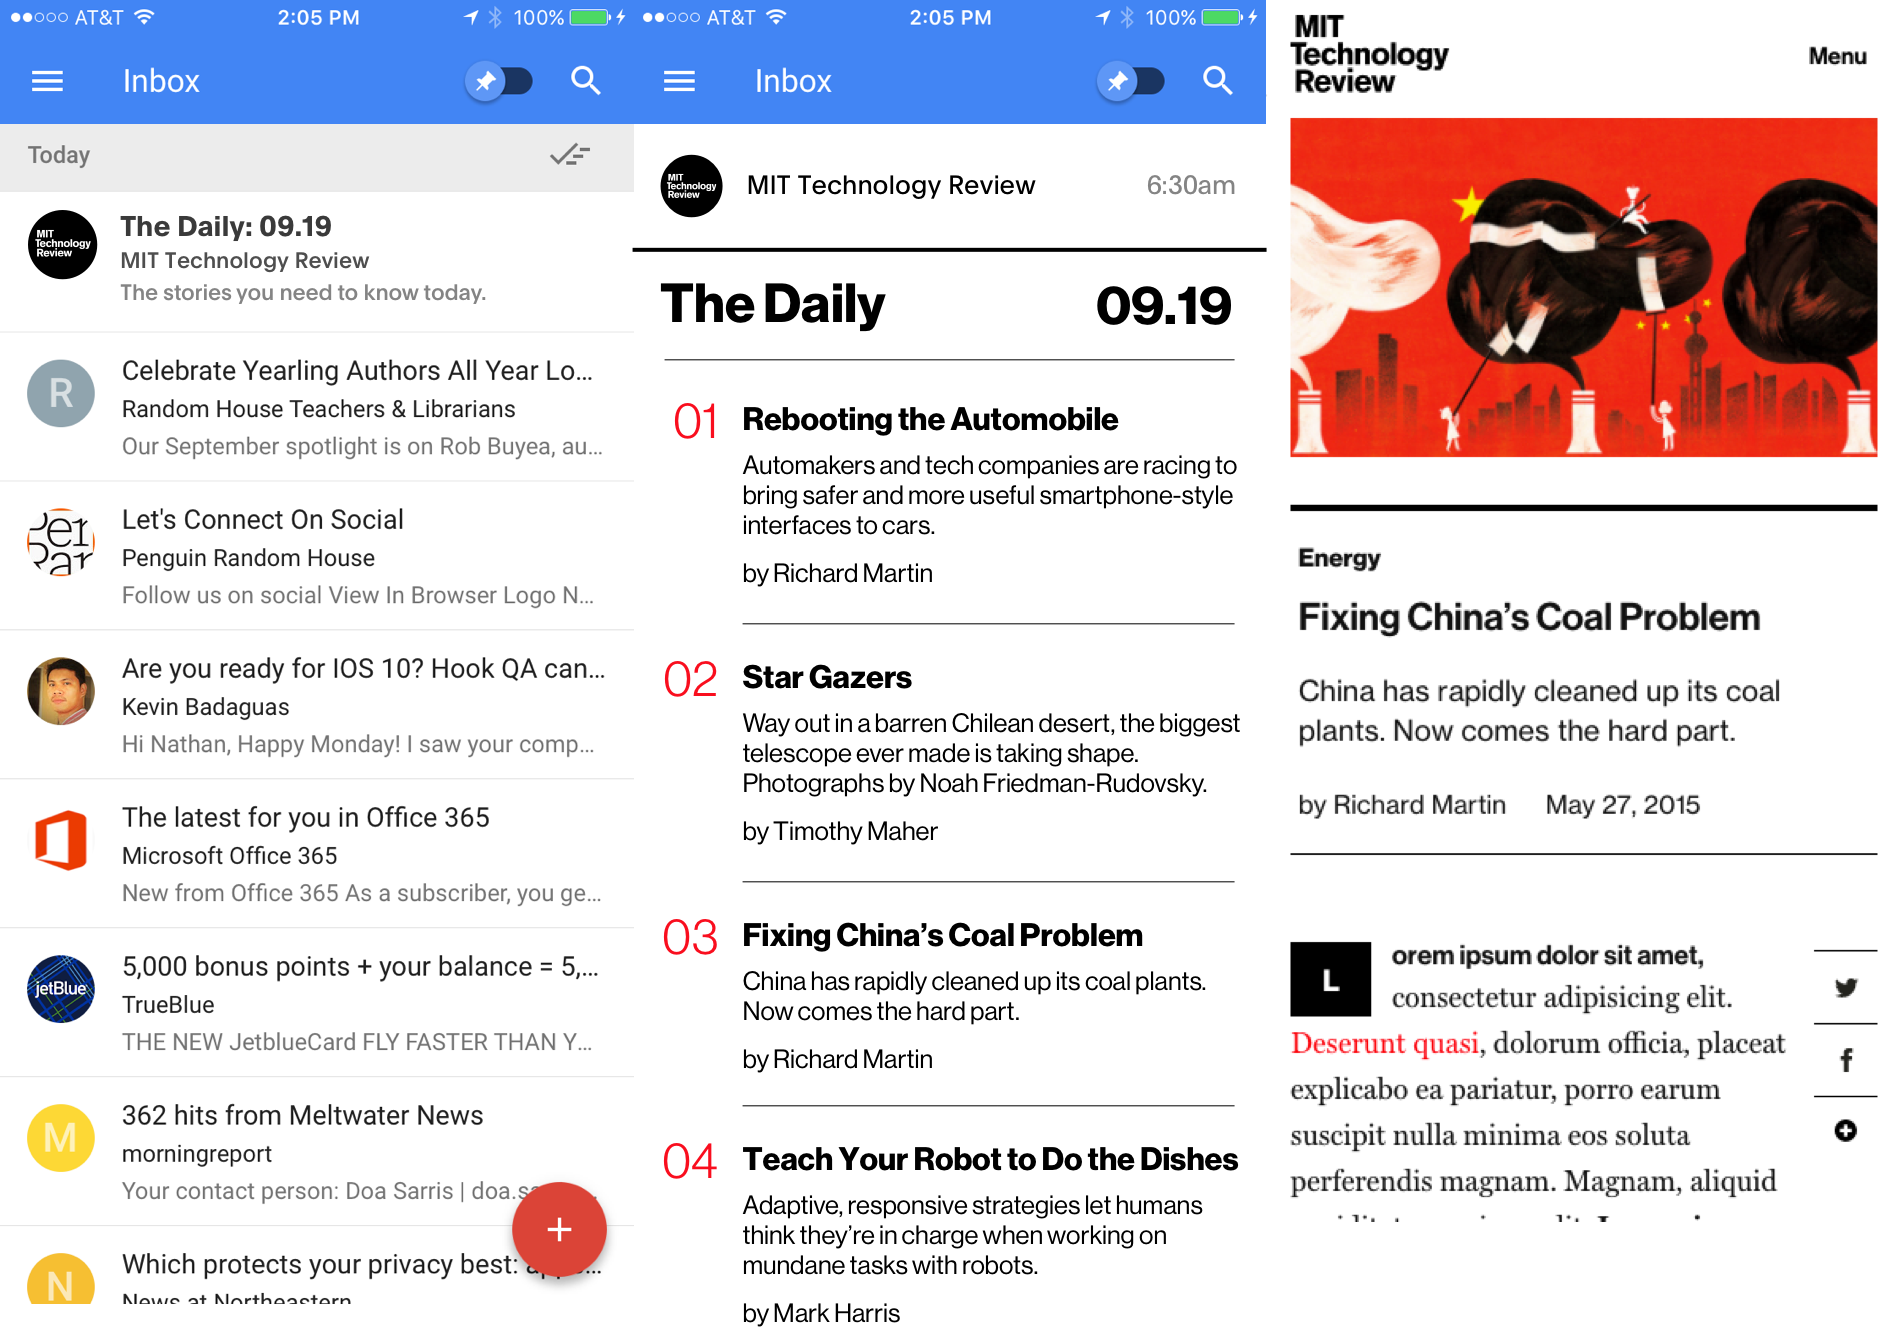 AT&T 2:05 PM 100%
Inbox
Today
MIT
Technology
Review
The Daily: 09.19
MIT Technology Review
The stories you need to know today.
R
Celebrate Yearling Authors All Year Lo...
Random House Teachers & Librarians
Our September spotlight is on Rob Buyea, au...
Let's Connect On Social
Penguin Random House
Follow us on social View In Browser Logo N...
Are you ready for IOS 10? Hook QA can...
Kevin Badaguas
Hi Nathan, Happy Monday! I saw your comp...
The latest for you in Office 365
Microsoft Office 365
New from Office 365 As a subscriber, you ge...
jetBlue
5,000 bonus points + your balance = 5,...
TrueBlue
THE NEW JetblueCard FLY FASTER THAN Y...
M
362 hits from Meltwater News
morningreport
Your contact person: Doa Sarris | doa.s
N
Which protects your privacy best:
News at Northeastern
AT&T 2:05 PM 100%
Inbox
MIT
Technology
Review
MIT Technology Review 6:30am
The Daily 09.19
01 Rebooting the Automobile
Automakers and tech companies are racing to
bring safer and more useful smartphone-style
interfaces to cars.
by Richard Martin
02 Star Gazers
Way out in a barren Chilean desert, the biggest
telescope ever made is taking shape.
Photographs by Noah Friedman-Rudovsky.
by Timothy Maher
03 Fixing China's Coal Problem
China has rapidly cleaned up its coal plants.
Now comes the hard part.
by Richard Martin
04 Teach Your Robot to Do the Dishes
Adaptive, responsive strategies let humans
think they're in charge when working on
mundane tasks with robots.
by Mark Harris
MIT
Technology
Review
Menu
Energy
Fixing China's Coal Problem
China has rapidly cleaned up its coal
plants. Now comes the hard part.
by Richard Martin May 27, 2015
L orem ipsum dolor sit amet,
consectetur adipisicing elit.
Deserunt quasi, dolorum officia, placeat
explicabo ea pariatur, porro earum
suscipit nulla minima eos soluta
perferendis magnam. Magnam, aliquid